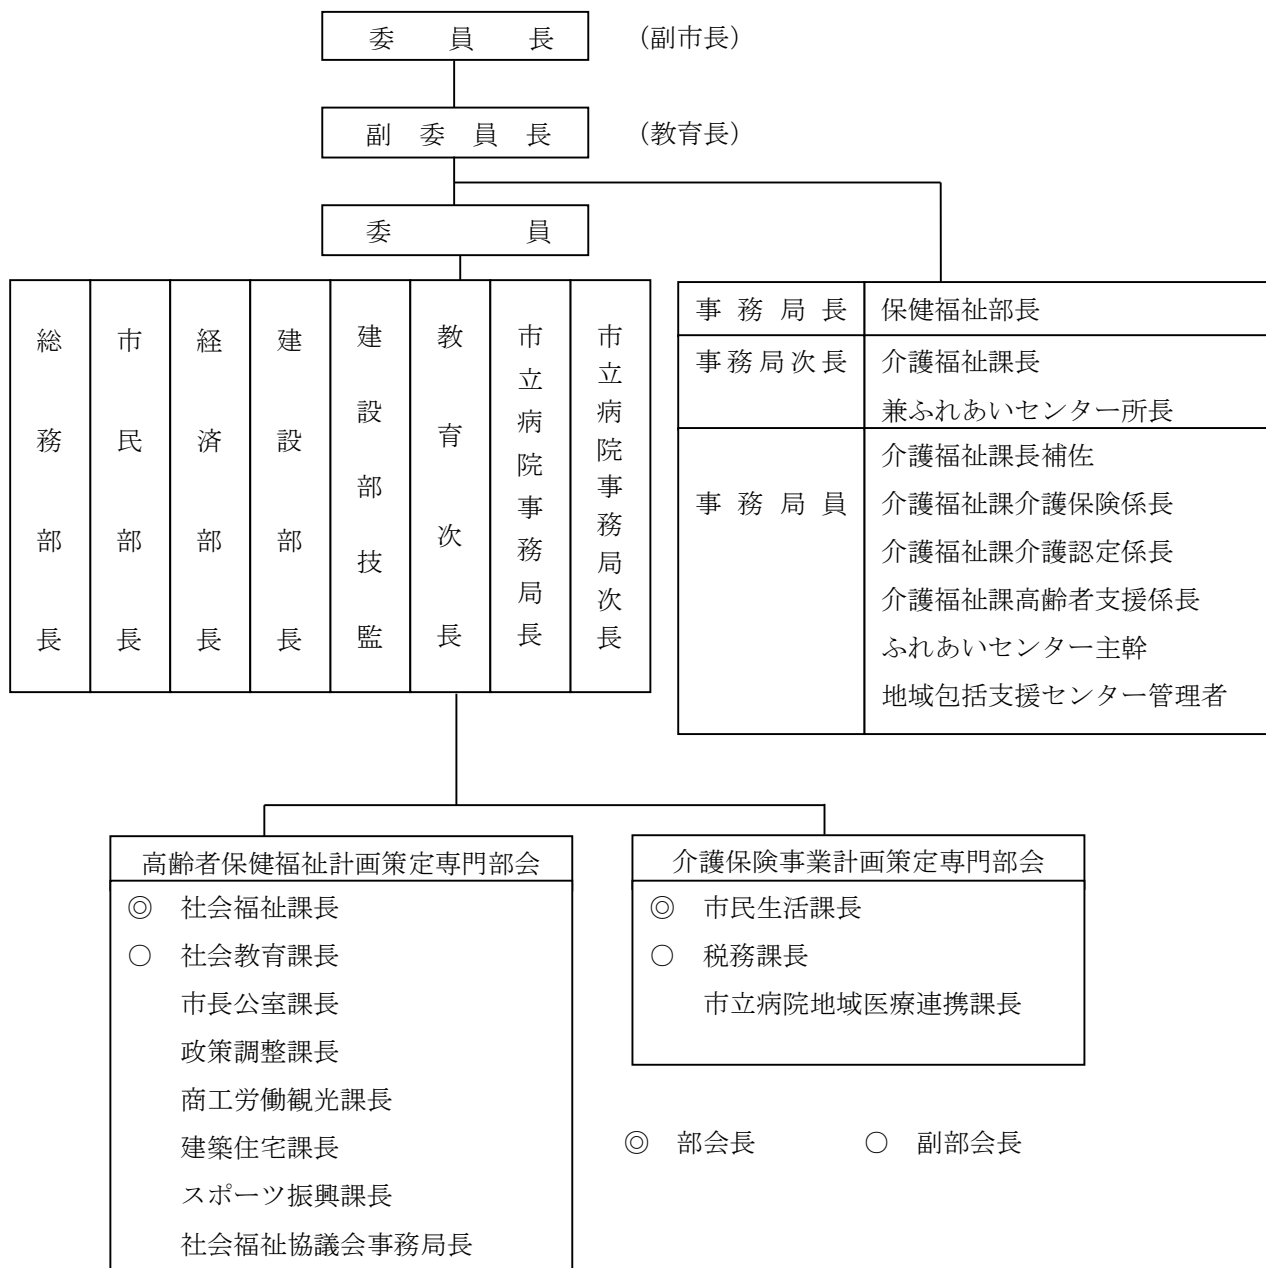 委員長 (副市長)
副委員長 (教育長)
委員
総務部長
市民部長
経済部長
建設部長
建設部技監
教育次長
市立病院事務局長
市立病院事務局次長
事務局長 保健福祉部長
事務局次長 介護福祉課長
兼ふれあいセンター所長
介護福祉課長補佐
事務局員 介護福祉課介護保険係長
介護福祉課介護認定係長
介護福祉課高齢者支援係長
ふれあいセンター主幹
地域包括支援センター管理者
高齢者保健福祉計画策定専門部会
◎ 社会福祉課長
○ 社会教育課長
市長公室課長
政策調整課長
商工労働観光課長
建築住宅課長
スポーツ振興課長
社会福祉協議会事務局長
介護保険事業計画策定専門部会
◎ 市民生活課長
○ 税務課長
市立病院地域医療連携課長
◎ 部会長 ○ 副部会長